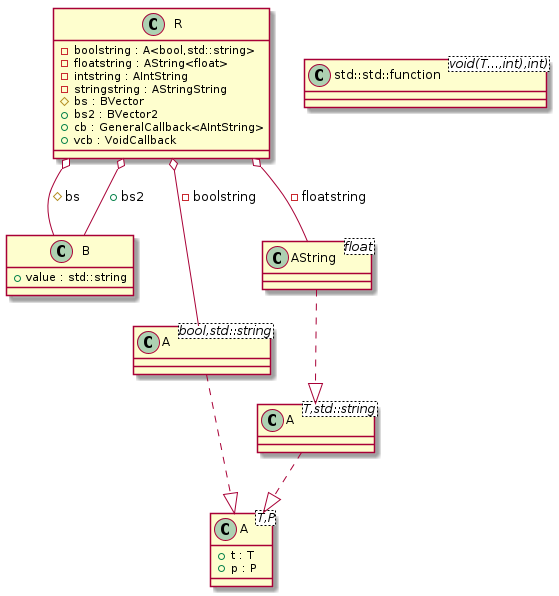 C R
boolstring : A<bool,std::string>
floatstring : AString<float>
intstring : AIntString
stringstring : AStringString
bs : BVector
bs2 : BVector2
cb : GeneralCallback<AIntString>
vcb : VoidCallback
C std::std::function
void(T...,int),int)
bs
bs2
boolstring
floatstring
C B
value : std::string
C AString
float
C A
bool,std::string
C A
T,std::string
C A
T,P
t : T
p : P